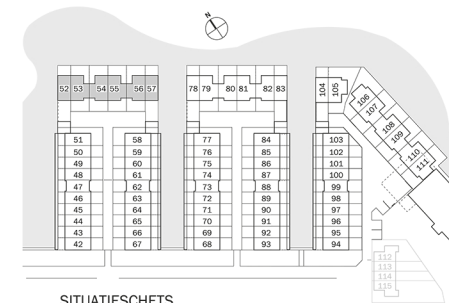 N
52 53 54 55 56 57 78 79 80 81 82 83 104 105
106
107
108
109
110
111
51 58 77 84 103
50 59 76 85 102
49 60 75 86 101
48 61 74 87 100
47 62 73 88 99
46 63 72 89 98
45 64 71 90 97
44 65 70 91 96
43 66 69 92 95
42 67 68 93 94
112
113
114
115
SITUATIESCHETS